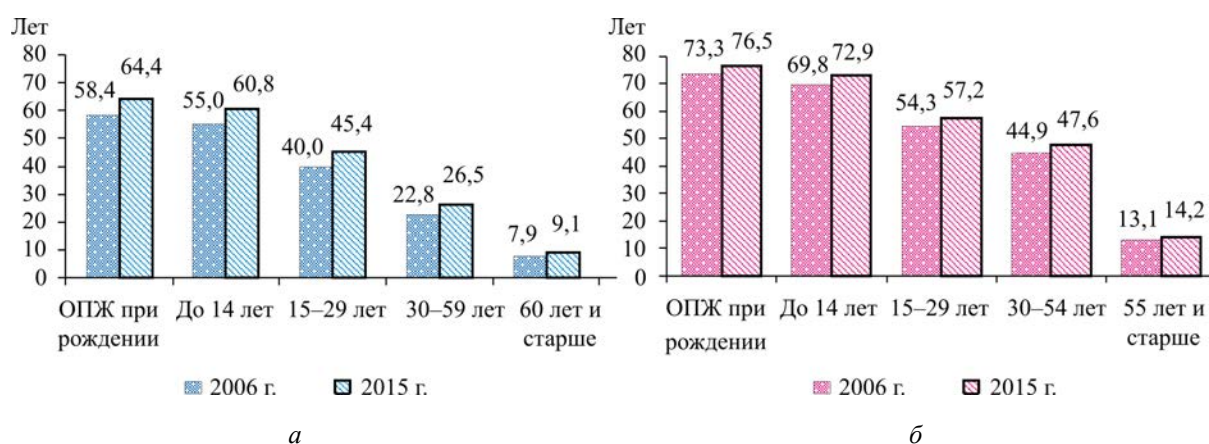 Лет
80
70
60
50
40
30
20
10
0
58,4 64,4
55,0 60,8
40,0 45,4
22,8 26,5
7,9 9,1
ОПЖ при рождении
До 14 лет
15–29 лет
30–59 лет
60 лет и старше
2006 г. 2015 г.
а
Лет
80
70
60
50
40
30
20
10
0
73,3 76,5
69,8 72,9
54,3 57,2
44,9 47,6
13,1 14,2
ОПЖ при рождении
До 14 лет
15–29 лет
30–54 лет
55 лет и старше
2006 г. 2015 г.
б